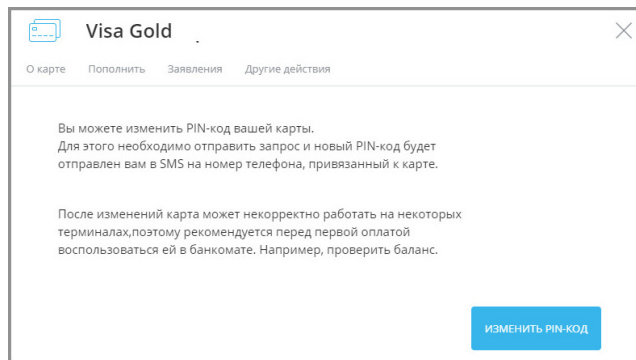 Visa Gold
О карте Пополнить Заявления Другие действия
Вы можете изменить PIN-код вашей карты.
Для этого необходимо отправить запрос и новый PIN-код будет
отправлен вам в SMS на номер телефона, привязанный к карте.
После изменений карта может некорректно работать на некоторых
терминалах,поэтому рекомендуется перед первой оплатой
воспользоваться ей в банкомате. Например, проверить баланс.
ИЗМЕНИТЬ PIN-КОД